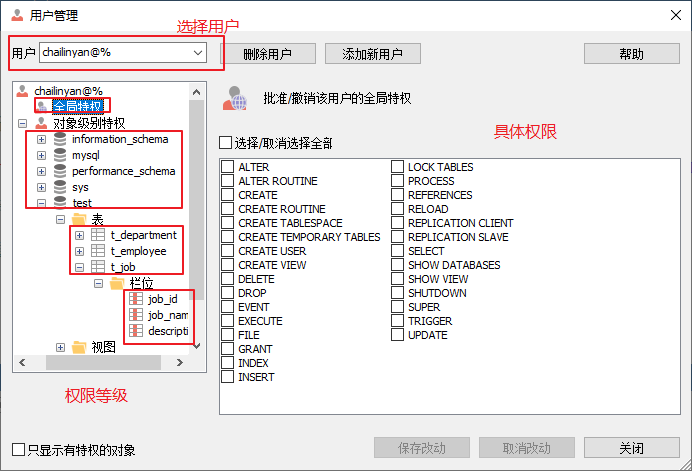 用户管理
选择用户
用户 chailinyan@% 删除用户 添加新用户 帮助
chailinyan@%
全局特权
对象级别特权
information_schema
mysql
performance_schema
sys
test
表
t_department
t_employee
t_job
栏位
job_id
job_nam
descripti
视图
权限等级
批准/撤销该用户的全局特权
具体权限
选择/取消选择全部
ALTER
ALTER ROUTINE
CREATE
CREATE ROUTINE
CREATE TABLESPACE
CREATE TEMPORARY TABLES
CREATE USER
CREATE VIEW
DELETE
DROP
EVENT
EXECUTE
FILE
GRANT
INDEX
INSERT
LOCK TABLES
PROCESS
REFERENCES
RELOAD
REPLICATION CLIENT
REPLICATION SLAVE
SELECT
SHOW DATABASES
SHOW VIEW
SHUTDOWN
SUPER
TRIGGER
UPDATE
只显示有特权的对象 保存改动 取消改动 关闭